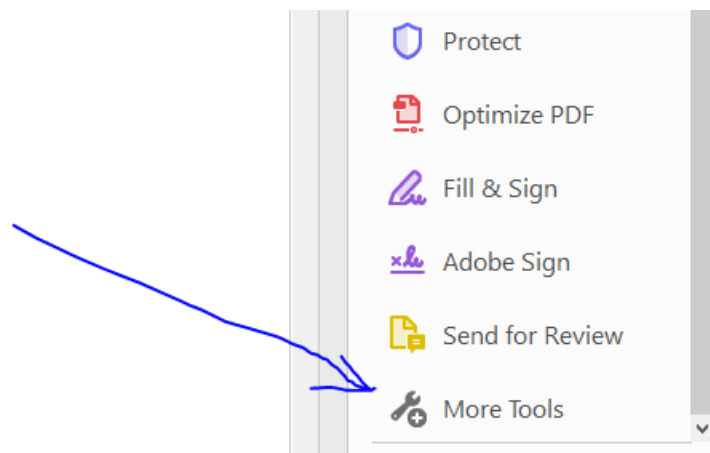 Protect
Optimize PDF
Fill & Sign
Adobe Sign
Send for Review
More Tools